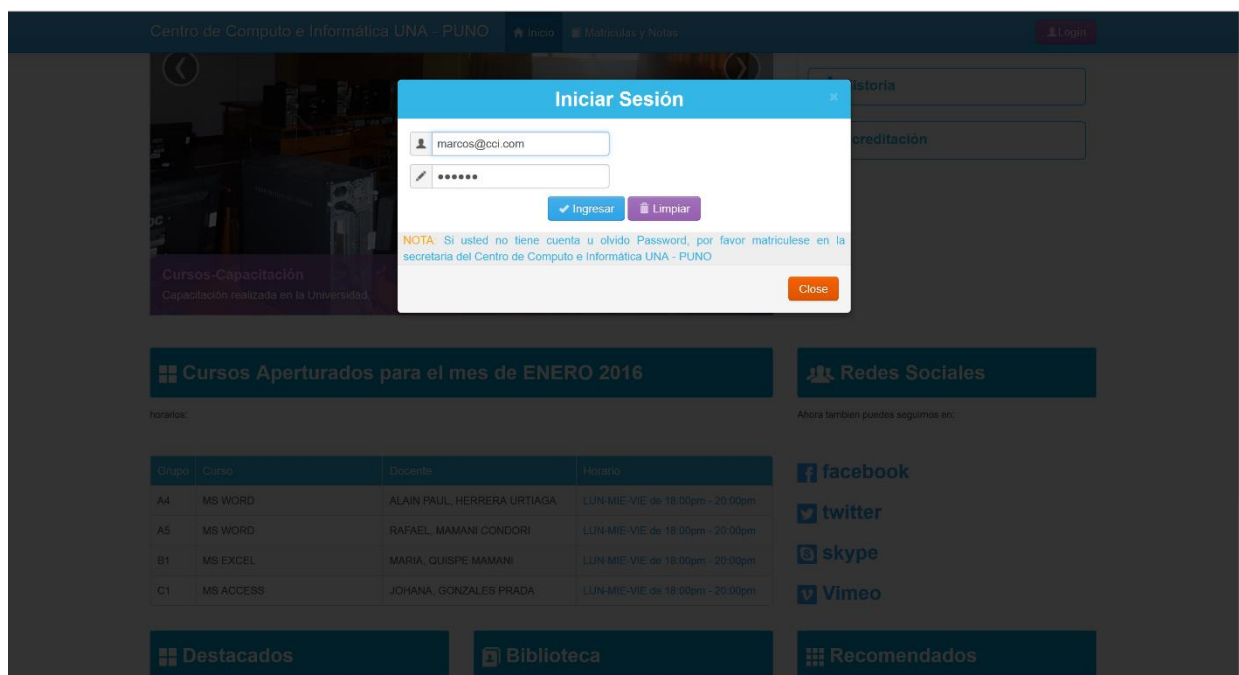 Centro de Computo e Informática UNA - PUNO Inicio Matriculas y Notas Login
Iniciar Sesión ×
istoria
marcos@cci.com
creditación
••••••
Ingresar Limpiar
NOTA: Si usted no tiene cuenta u olvido Password, por favor matriculese en la
secretaria del Centro de Computo e Informática UNA - PUNO
Close
Cursos-Capacitación
Capacitación realizada en la Universidad.
Cursos Aperturados para el mes de ENERO 2016
horarios:
Grupo Curso Docente Horario
A4 MS WORD ALAIN PAUL, HERRERA URTIAGA LUN-MIE-VIE de 18:00pm - 20:00pm
A5 MS WORD RAFAEL, MAMANI CONDORI LUN-MIE-VIE de 18:00pm - 20:00pm
B1 MS EXCEL MARIA, QUISPE MAMANI LUN-MIE-VIE de 18:00pm - 20:00pm
C1 MS ACCESS JOHANA, GONZALES PRADA LUN-MIE-VIE de 18:00pm - 20:00pm
Redes Sociales
Ahora tambien puedes seguirnos en:
facebook
twitter
skype
Vimeo
Destacados
Biblioteca
Recomendados